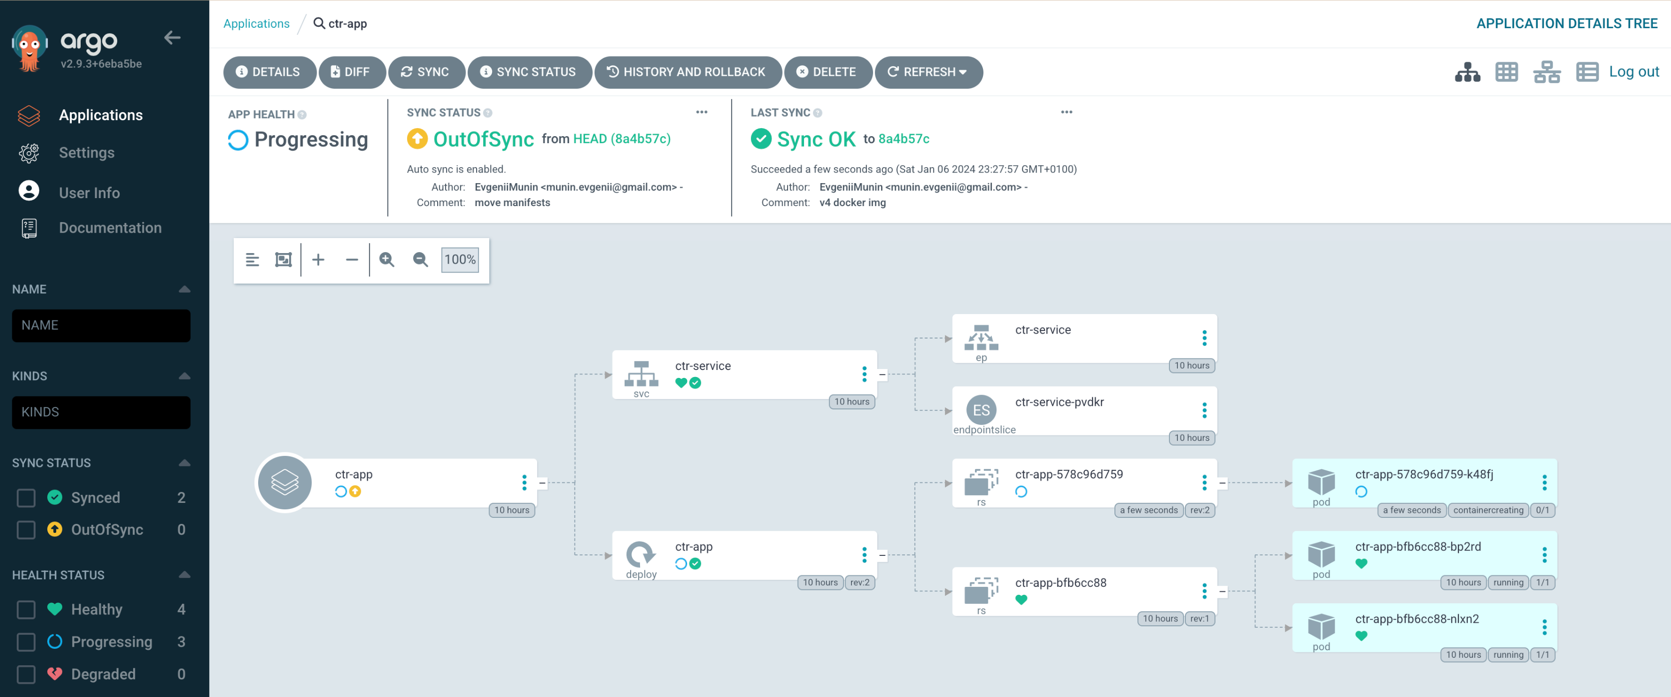 argo
v2.9.3+6eba5be
Applications
Settings
User Info
Documentation
NAME
NAME
KINDS
KINDS
SYNC STATUS
Synced 2
OutOfSync 0
HEALTH STATUS
Healthy 4
Progressing 3
Degraded 0
Applications / ctr-app
APPLICATION DETAILS TREE
DETAILS DIFF SYNC SYNC STATUS HISTORY AND ROLLBACK DELETE REFRESH
Log out
APP HEALTH
Progressing
SYNC STATUS
OutOfSync from HEAD (8a4b57c)
Auto sync is enabled.
Author: EvgeniiMunin <munin.evgenii@gmail.com> -
Comment: move manifests
LAST SYNC
Sync OK to 8a4b57c
Succeeded a few seconds ago (Sat Jan 06 2024 23:27:57 GMT+0100)
Author: EvgeniiMunin <munin.evgenii@gmail.com> -
Comment: v4 docker img
100%
ctr-app
10 hours
ctr-service
svc
10 hours
ctr-app
deploy
10 hours rev:2
ctr-service
ep
10 hours
ES
ctr-service-pvdkr
endpointslice
10 hours
ctr-app-578c96d759
rs
a few seconds rev:2
ctr-app-bfb6cc88
rs
10 hours rev:1
ctr-app-578c96d759-k48fj
pod
a few seconds containercreating 0/1
ctr-app-bfb6cc88-bp2rd
pod
10 hours running 1/1
ctr-app-bfb6cc88-nlxn2
pod
10 hours running 1/1